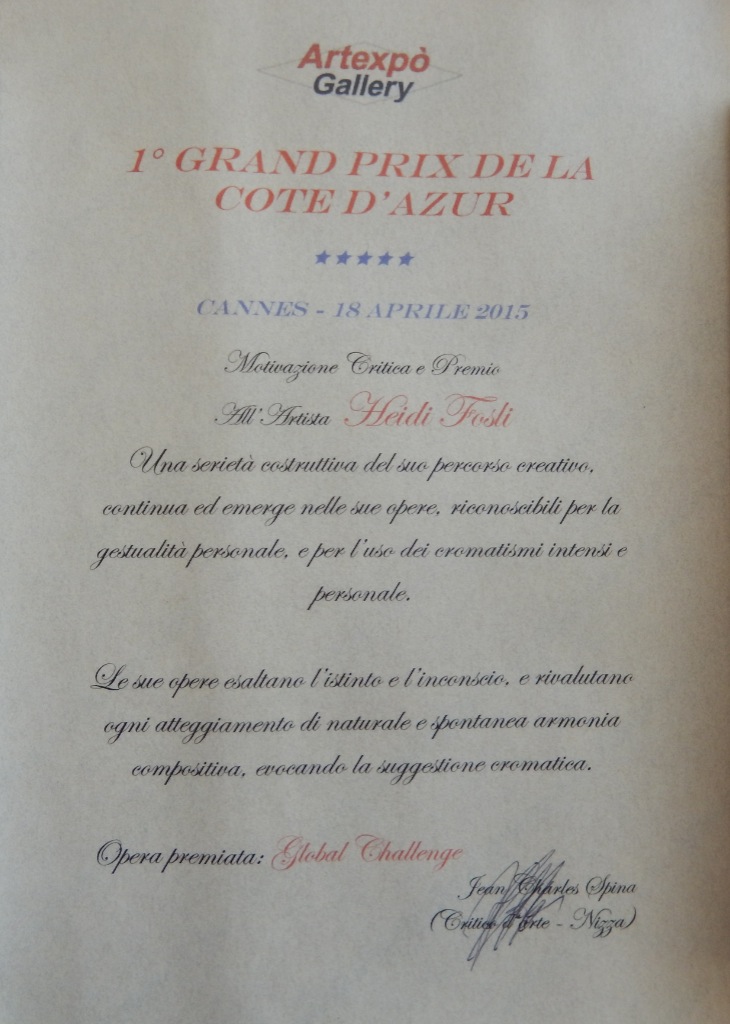 Artexpò
Gallery
1° GRAND PRIX DE LA
COTE D'AZUR
★★★★★
CANNES - 18 APRILE 2015
Motivazione Critica e Premio
All'Artista Heidi Fosli
Una serietà costruttiva del suo percorso creativo,
continua ed emerge nelle sue opere, riconoscibili per la
gestualità personale, e per l'uso dei cromatismi intensi e
personale.
Le sue opere esaltano l'istinto e l'inconscio, e rivalutano
ogni atteggiamento di naturale e spontanea armonia
compositiva, evocando la suggestione cromatica.
Opera premiata: Global Challenge
Jean Charles Spina
(Critico d'arte - Nizza)